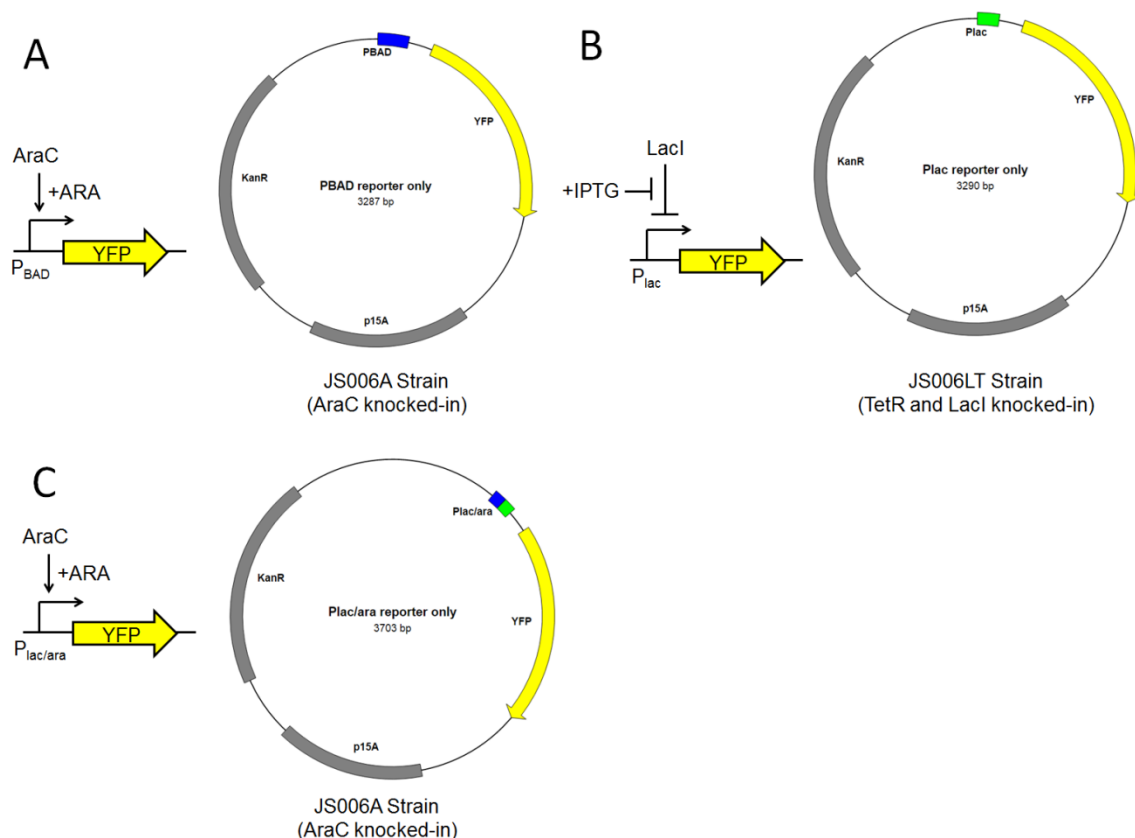 A
AraC
+ARA
YFP
PBAD
PBAD
YFP
KanR
PBAD reporter only
3287 bp
p15A
JS006A Strain
(AraC knocked-in)
B
LacI
+IPTG
YFP
Plac
Plac
YFP
KanR
Plac reporter only
3290 bp
p15A
JS006LT Strain
(TetR and LacI knocked-in)
C
AraC
+ARA
YFP
Plac/ara
Plac/ara
KanR
YFP
Plac/ara reporter only
3703 bp
p15A
JS006A Strain
(AraC knocked-in)